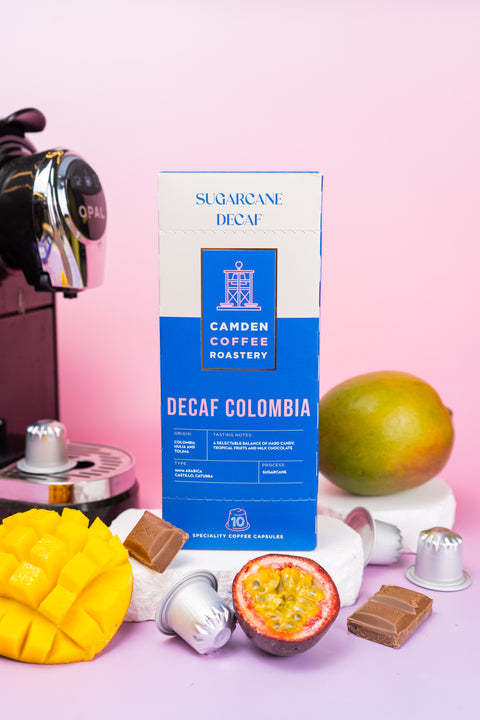 OPAL
SUGARCANE
DECAF
CAMDEN
COFFEE
ROASTERY
DECAF COLOMBIA
ORIGIN:
COLOMBIA
HUILA AND
TOLIMA
TASTING NOTES:
A DELECTABLE BALANCE OF HARD CANDY,
TROPICAL FRUITS AND MILK CHOCOLATE
TYPE:
100% ARABICA
CASTILLO, CATURRA
PROCESS:
SUGARCANE
10
SPECIALITY COFFEE CAPSULES